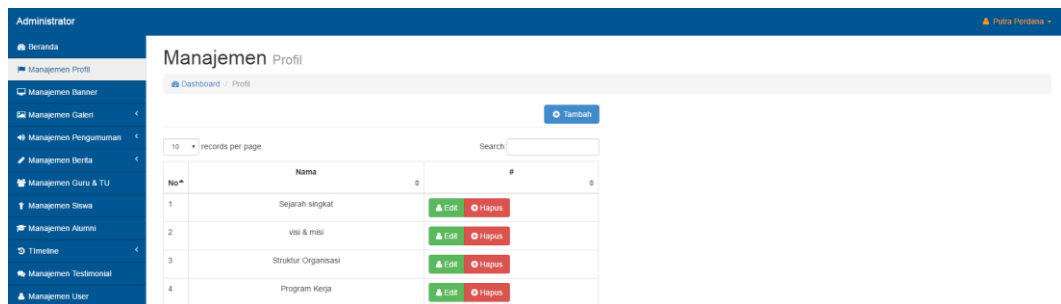 Administrator
Putra Perdana
Beranda
Manajemen Profil
Manajemen Banner
Manajemen Galeri
Manajemen Pengumuman
Manajemen Berita
Manajemen Guru & TU
Manajemen Siswa
Manajemen Alumni
Timeline
Manajemen Testimonial
Manajemen User
Manajemen Profil
Dashboard / Profil
Tambah
10 records per page Search:
No Nama #
1 Sejarah singkat Edit Hapus
2 visi & misi Edit Hapus
3 Struktur Organisasi Edit Hapus
4 Program Kerja Edit Hapus